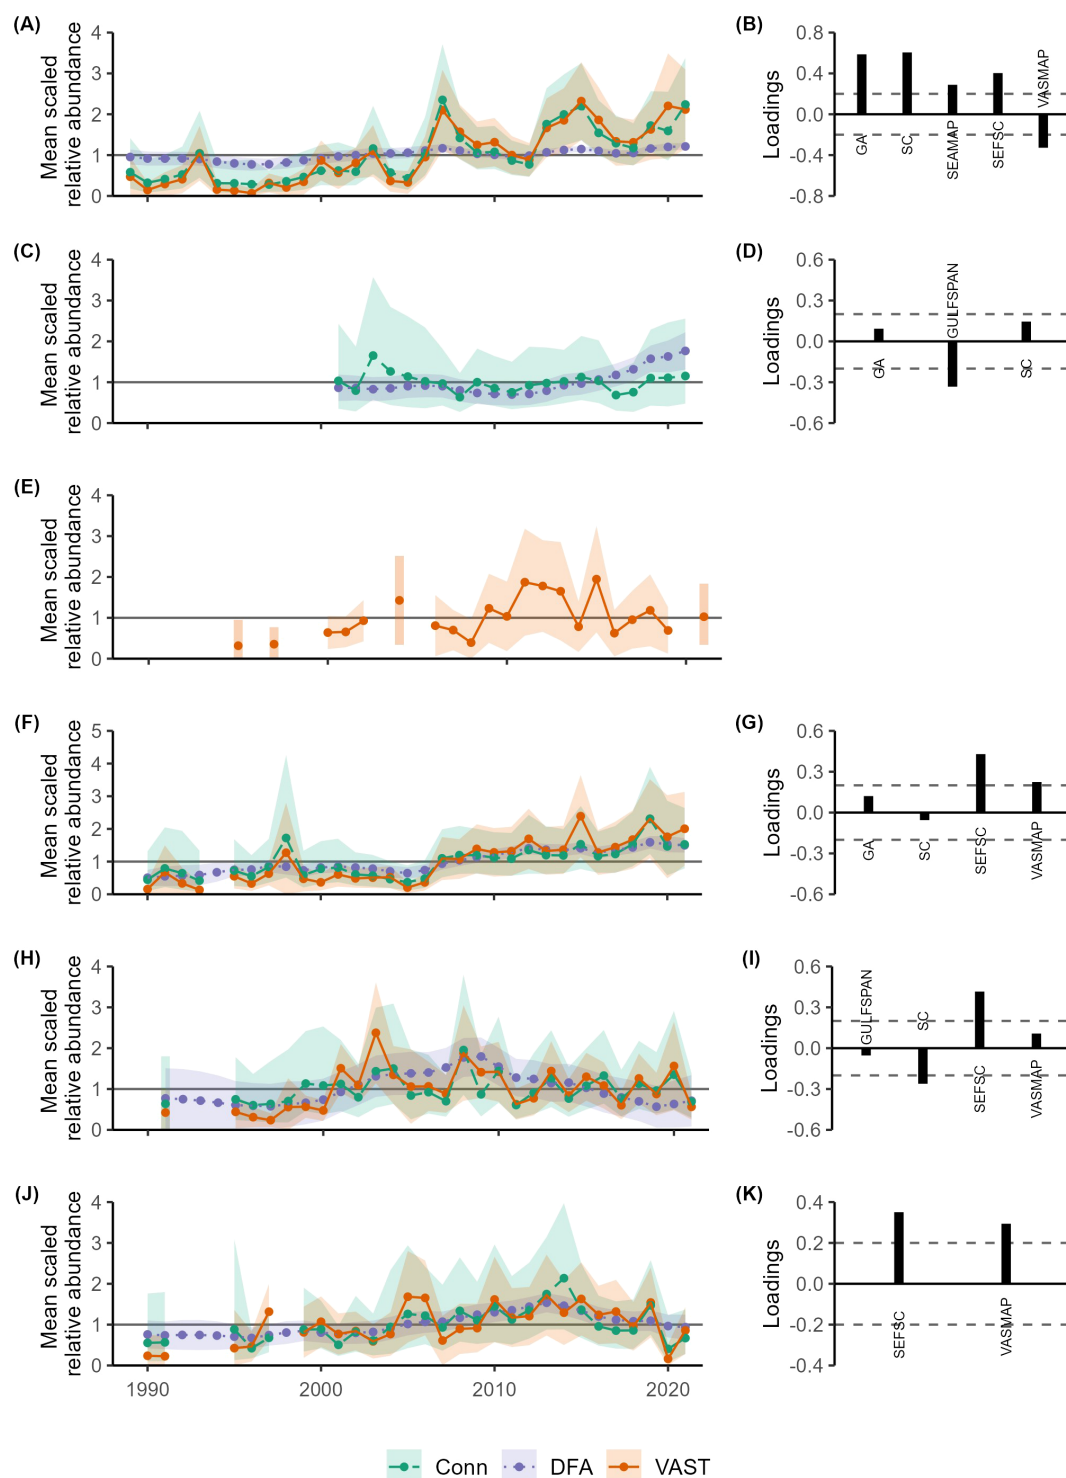 (A)
Mean scaled
relative abundance
4
3
2
1
0
(B)
Loadings
0.8
0.4
0.0
-0.4
-0.8
GA
SC
SEAMAP
SEFSC
VASMAP
(C)
Mean scaled
relative abundance
4
3
2
1
0
(D)
Loadings
0.6
0.3
0.0
-0.3
-0.6
GA
GULFSPAN
SC
(E)
Mean scaled
relative abundance
4
3
2
1
0
(F)
Mean scaled
relative abundance
5
4
3
2
1
0
(G)
Loadings
0.6
0.3
0.0
-0.3
-0.6
GA
SC
SEFSC
VASMAP
(H)
Mean scaled
relative abundance
4
3
2
1
0
(I)
Loadings
0.6
0.3
0.0
-0.3
-0.6
GULFSPAN
SC
SEFSC
VASMAP
(J)
Mean scaled
relative abundance
4
3
2
1
0
1990
2000
2010
2020
(K)
Loadings
0.4
0.2
0.0
-0.2
-0.4
SEFSC
VASMAP
Conn
DFA
VAST